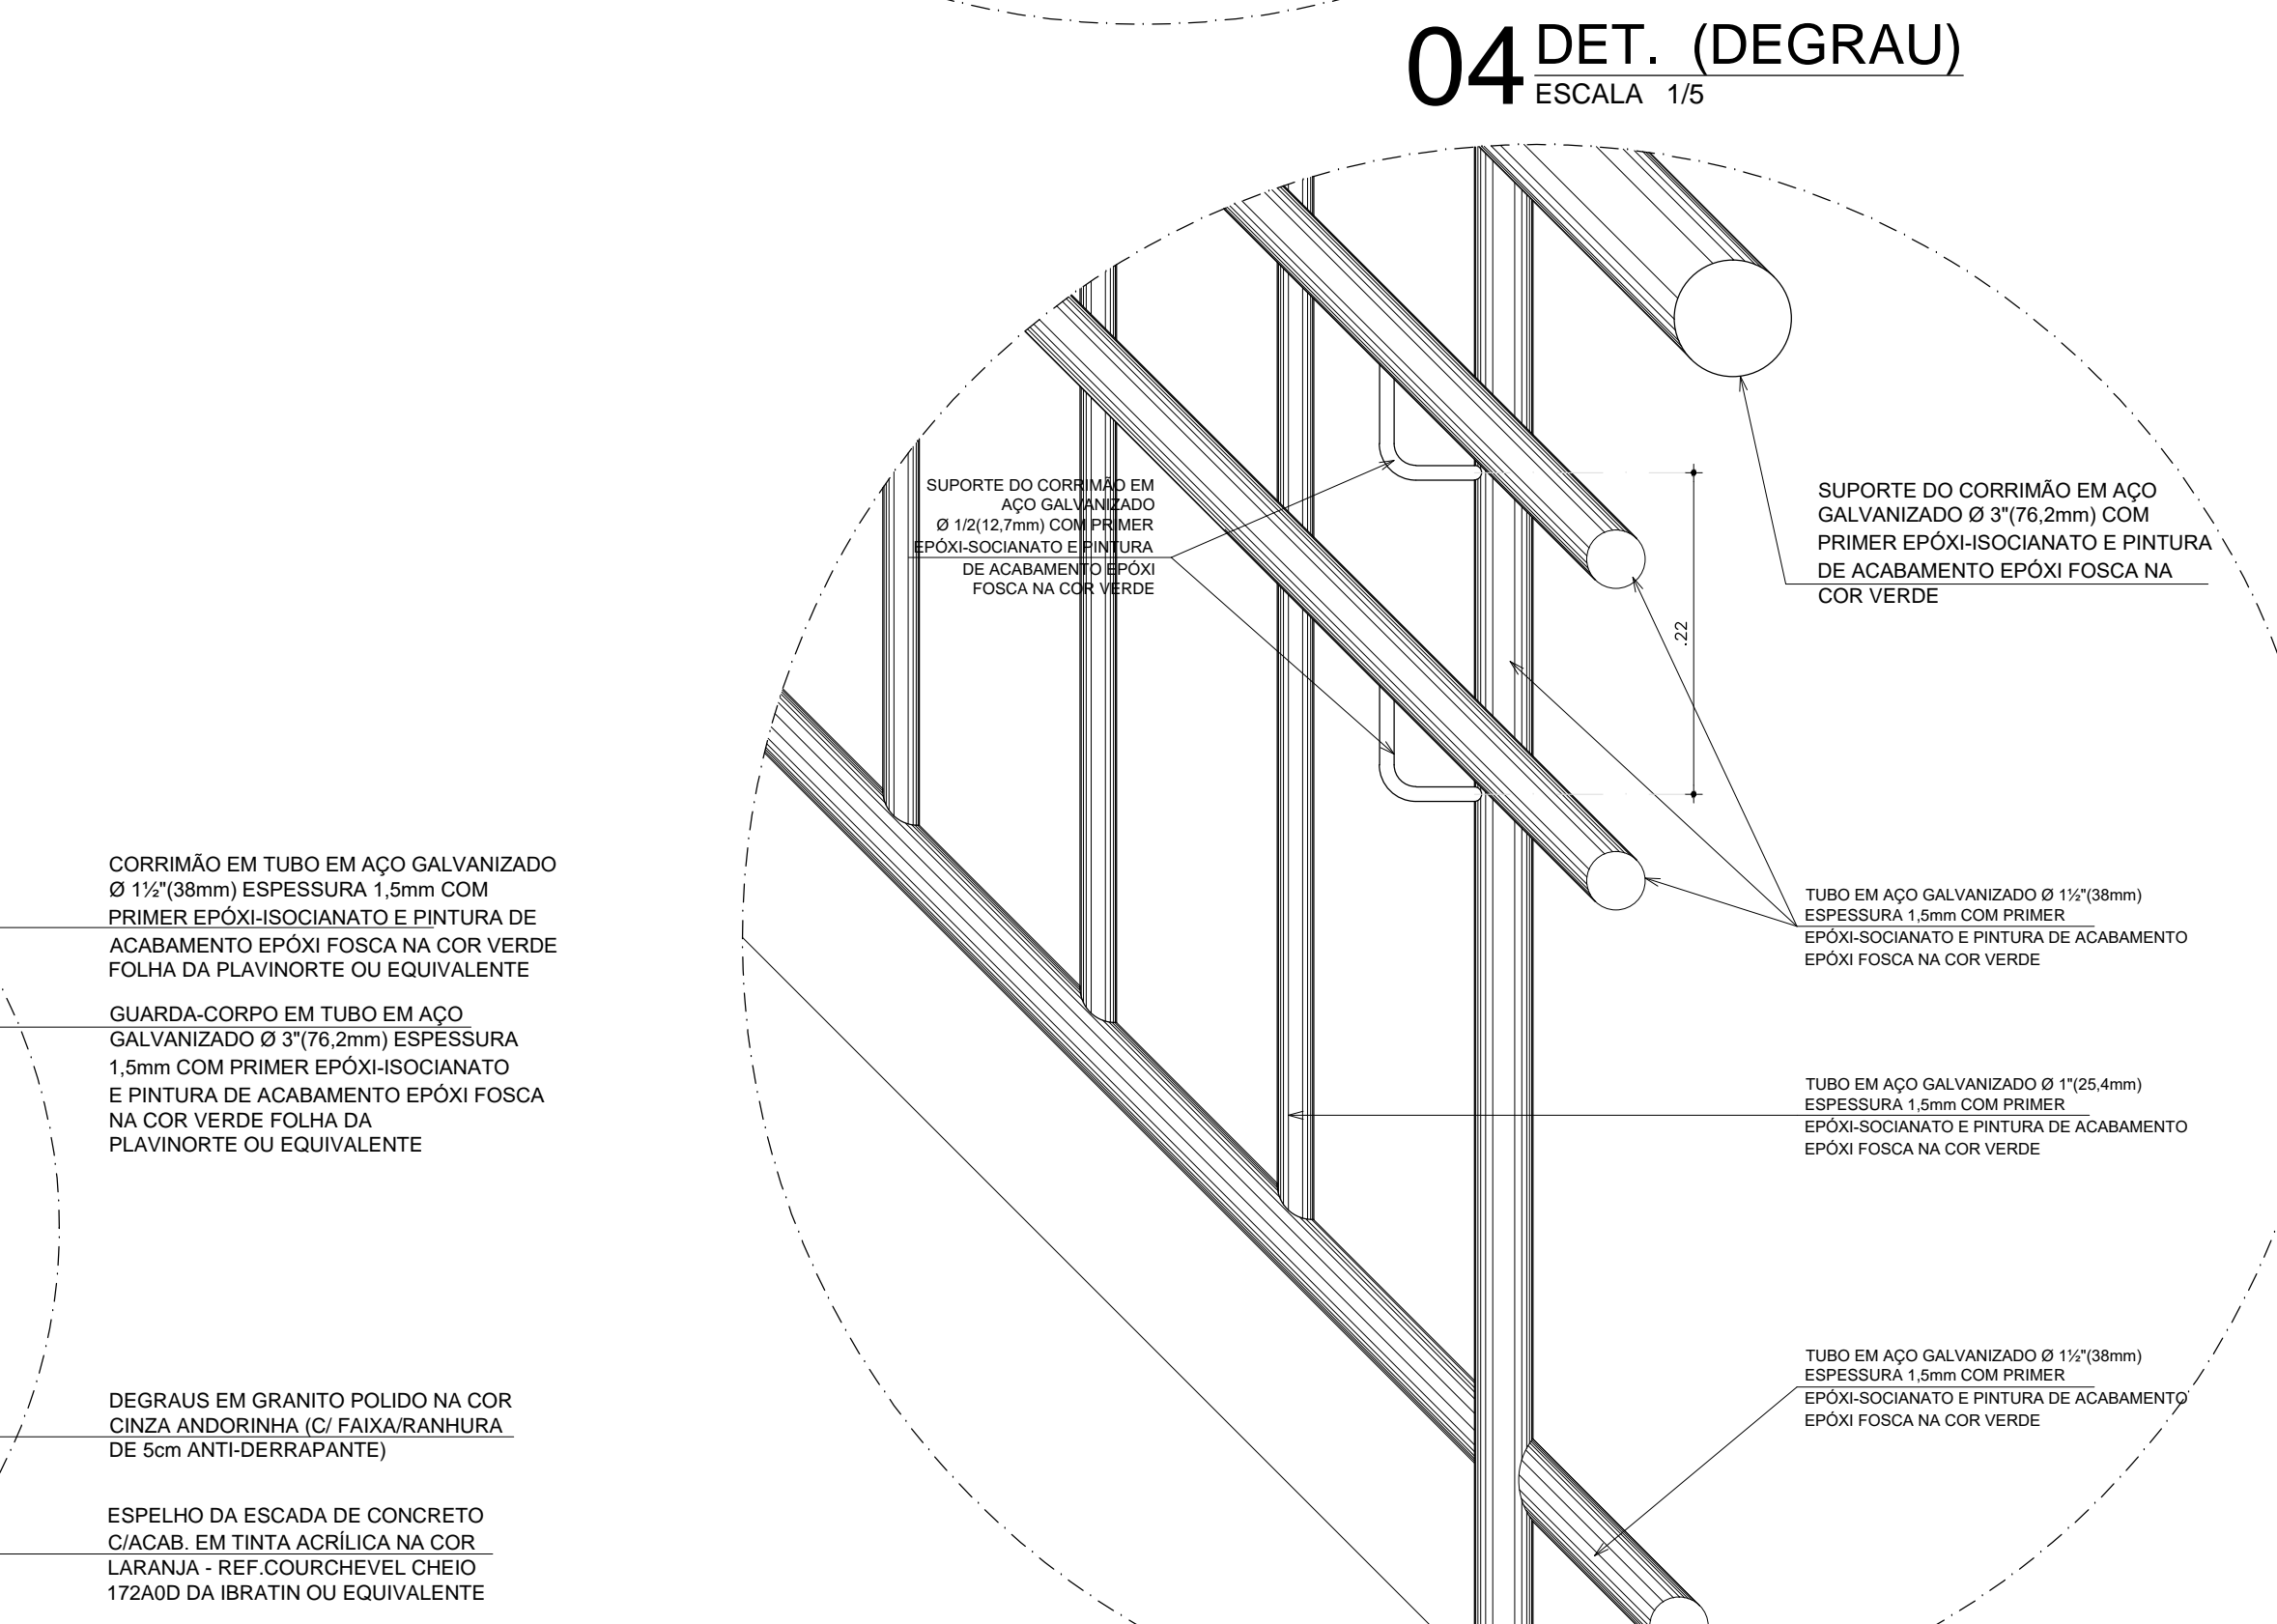 04 DET. (DEGRAU)
ESCALA 1/5
SUPORTE DO CORRIMÃO EM
AÇO GALVANIZADO
Ø 1/2(12,7mm) COM PRIMER
EPÓXI-SOCIANATO E PINTURA
DE ACABAMENTO EPÓXI
FOSCA NA COR VERDE
SUPORTE DO CORRIMÃO EM AÇO
GALVANIZADO Ø 3"(76,2mm) COM
PRIMER EPÓXI-ISOCIANATO E PINTURA
DE ACABAMENTO EPÓXI FOSCA NA
COR VERDE
.22
CORRIMÃO EM TUBO EM AÇO GALVANIZADO
Ø 1½"(38mm) ESPESSURA 1,5mm COM
PRIMER EPÓXI-ISOCIANATO E PINTURA DE
ACABAMENTO EPÓXI FOSCA NA COR VERDE
FOLHA DA PLAVINORTE OU EQUIVALENTE
GUARDA-CORPO EM TUBO EM AÇO
GALVANIZADO Ø 3"(76,2mm) ESPESSURA
1,5mm COM PRIMER EPÓXI-ISOCIANATO
E PINTURA DE ACABAMENTO EPÓXI FOSCA
NA COR VERDE FOLHA DA
PLAVINORTE OU EQUIVALENTE
TUBO EM AÇO GALVANIZADO Ø 1½"(38mm)
ESPESSURA 1,5mm COM PRIMER
EPÓXI-SOCIANATO E PINTURA DE ACABAMENTO
EPÓXI FOSCA NA COR VERDE
TUBO EM AÇO GALVANIZADO Ø 1"(25,4mm)
ESPESSURA 1,5mm COM PRIMER
EPÓXI-SOCIANATO E PINTURA DE ACABAMENTO
EPÓXI FOSCA NA COR VERDE
TUBO EM AÇO GALVANIZADO Ø 1½"(38mm)
ESPESSURA 1,5mm COM PRIMER
EPÓXI-SOCIANATO E PINTURA DE ACABAMENTO
EPÓXI FOSCA NA COR VERDE
DEGRAUS EM GRANITO POLIDO NA COR
CINZA ANDORINHA (C/ FAIXA/RANHURA
DE 5cm ANTI-DERRAPANTE)
ESPELHO DA ESCADA DE CONCRETO
C/ACAB. EM TINTA ACRÍLICA NA COR
LARANJA - REF.COURCHEVEL CHEIO
172A0D DA IBRATIN OU EQUIVALENTE